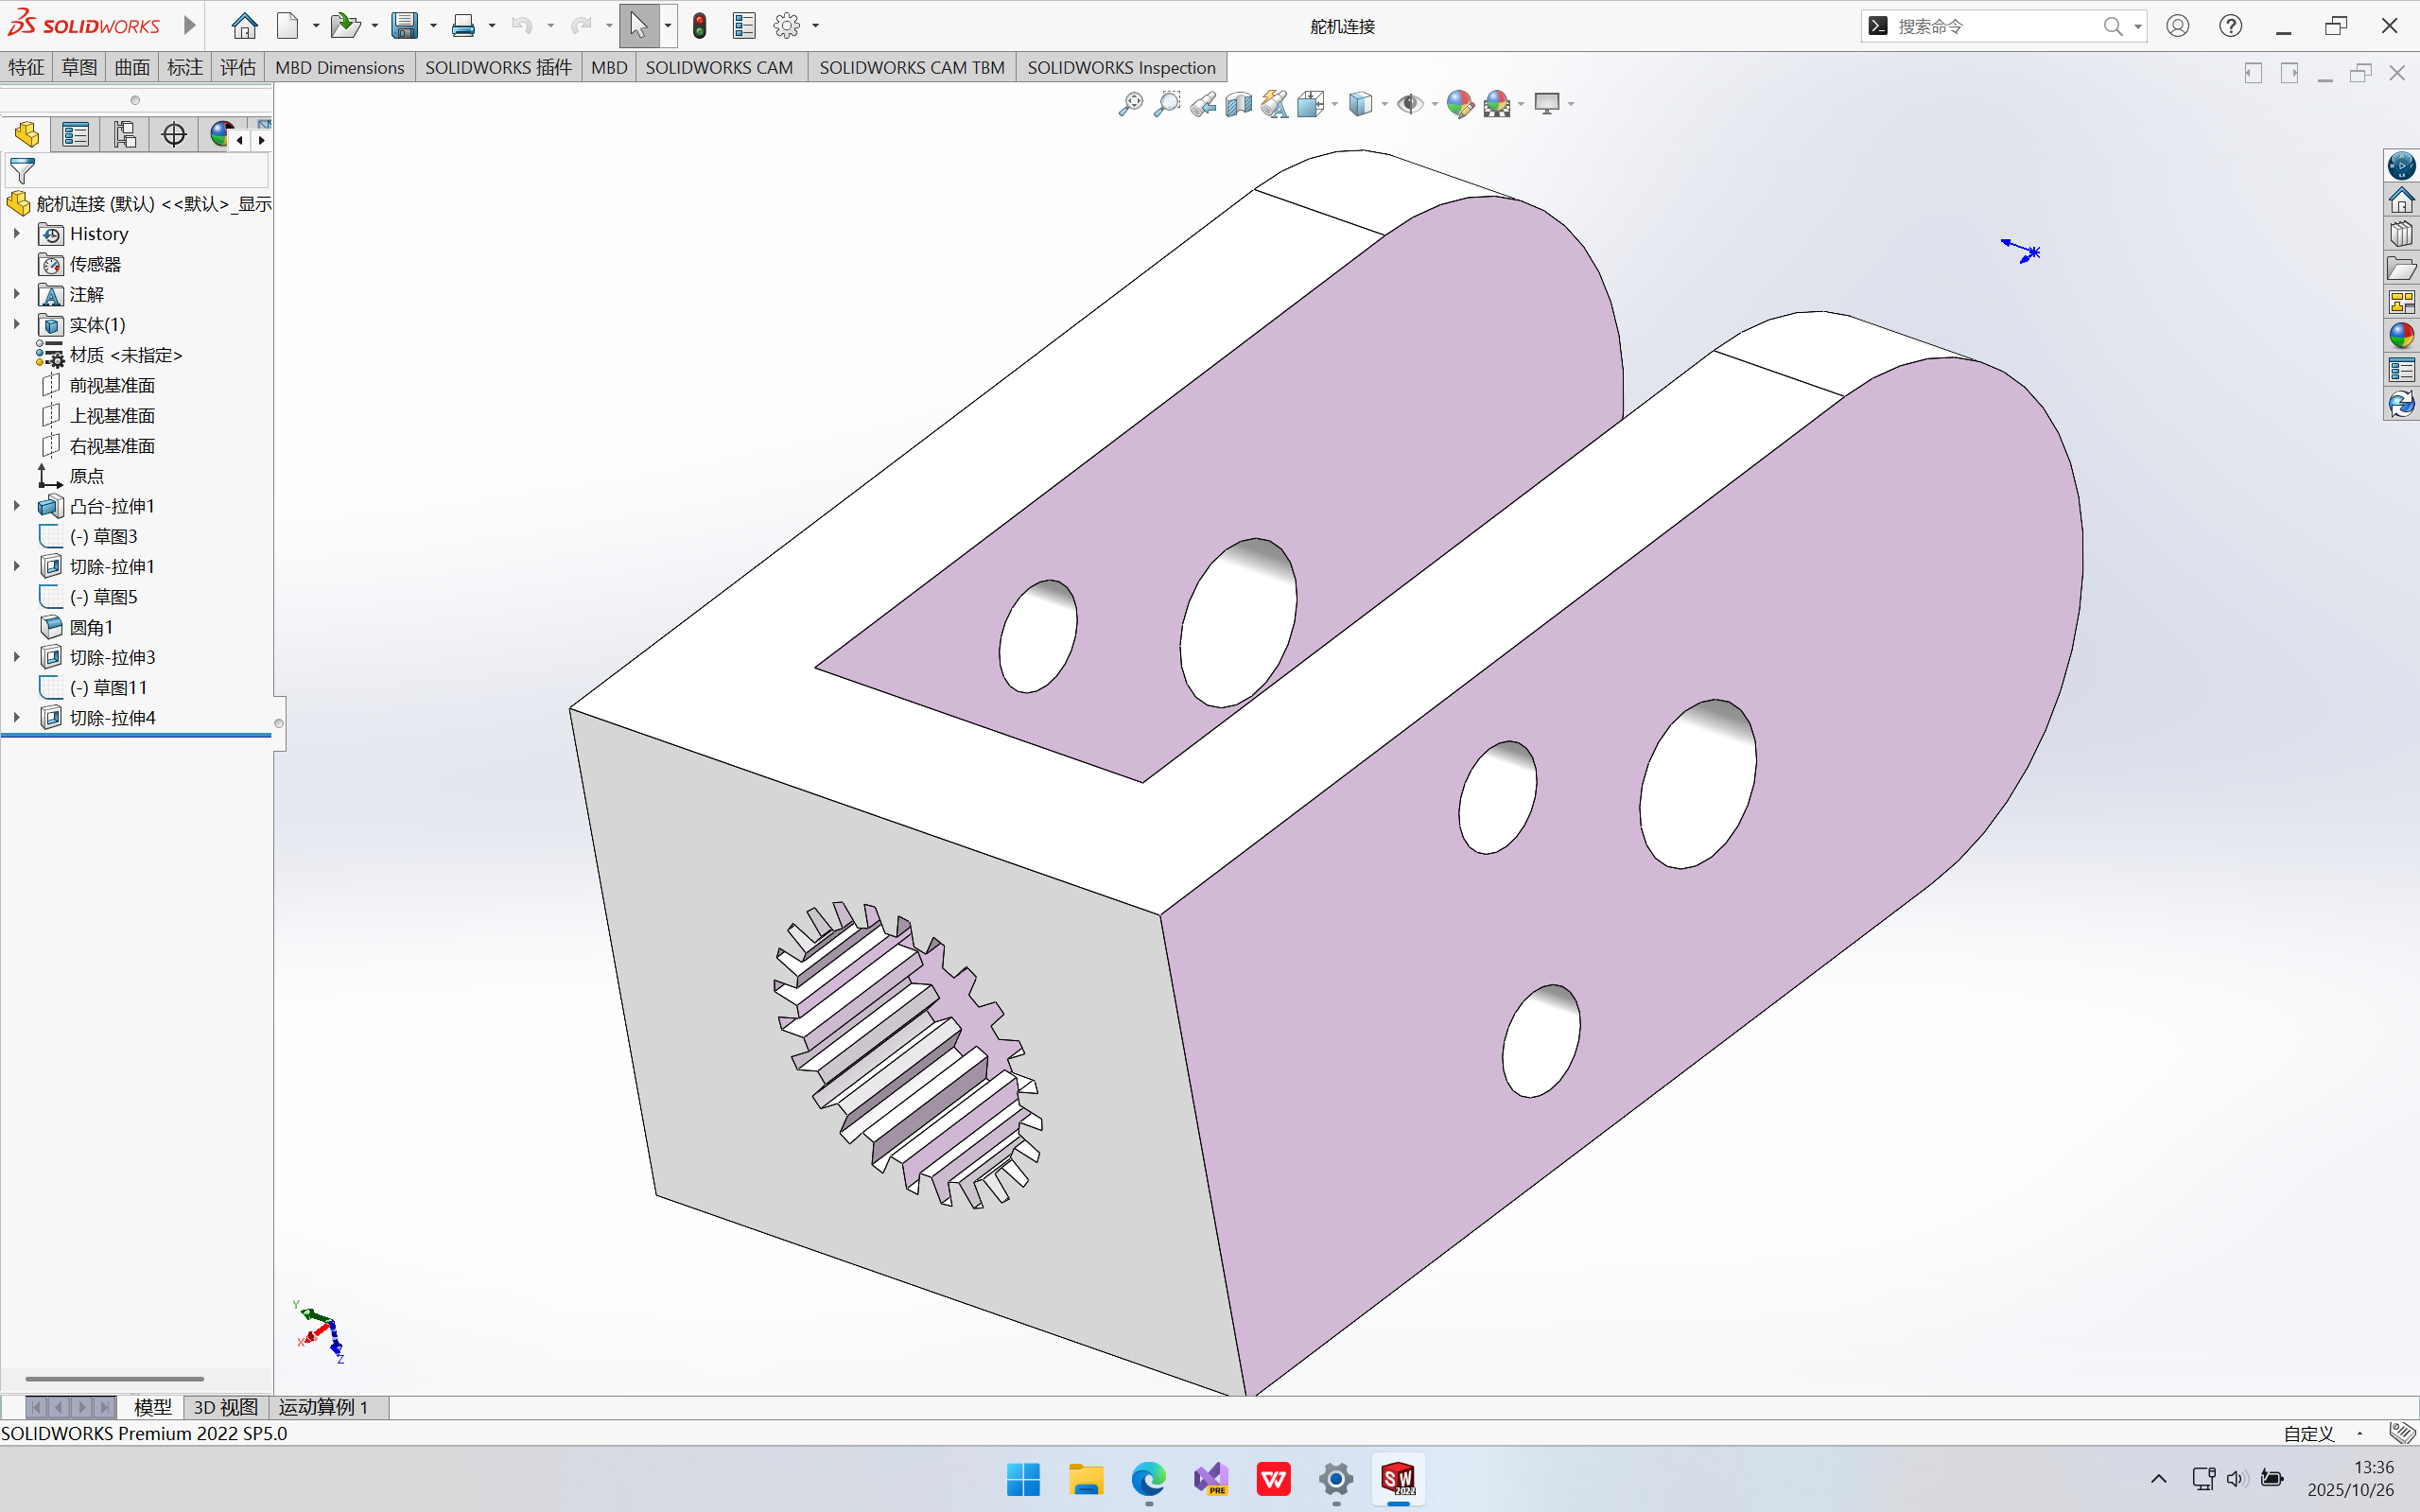 SOLIDWORKS
舵机连接
搜索命令
特征 草图 曲面 标注 评估 MBD Dimensions SOLIDWORKS 插件 MBD SOLIDWORKS CAM SOLIDWORKS CAM TBM SOLIDWORKS Inspection
舵机连接 (默认) <<默认>_显示
History
传感器
注解
实体(1)
材质 <未指定>
前视基准面
上视基准面
右视基准面
原点
凸台-拉伸1
(-) 草图3
切除-拉伸1
(-) 草图5
圆角1
切除-拉伸3
(-) 草图11
切除-拉伸4
Y
X
Z
模型 3D 视图 运动算例 1
SOLIDWORKS Premium 2022 SP5.0
自定义
PRE
W
SW
2022
13:36
2025/10/26